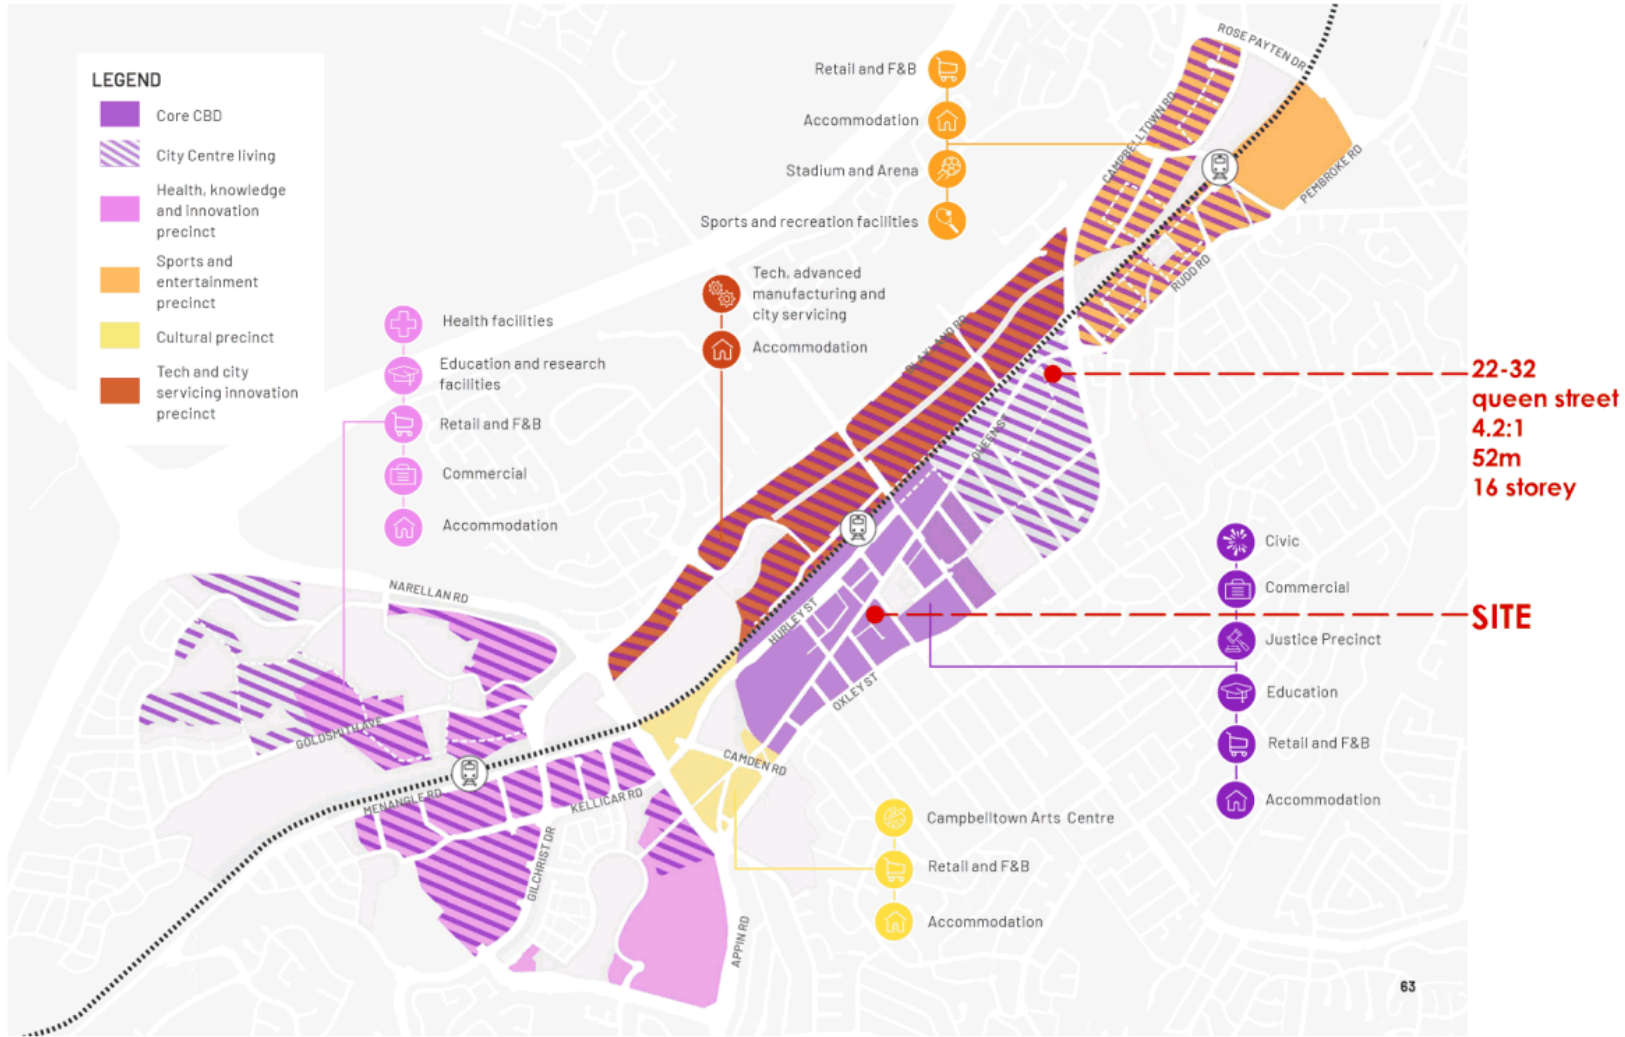 LEGEND
Core CBD
City Centre living
Health, knowledge
and innovation
precinct
Sports and
entertainment
precinct
Cultural precinct
Tech and city
servicing innovation
precinct
Retail and F&B
Accommodation
Stadium and Arena
Sports and recreation facilities
Tech, advanced
manufacturing and
city servicing
Accommodation
Health facilities
Education and research
facilities
Retail and F&B
Commercial
Accommodation
ROSE PAYTEN DR
CAMPBELLTOWN RD
PEMBROKE RD
RUDD RD
BLAXLAND RD
QUEEN S
22-32
queen street
4.2:1
52m
16 storey
Civic
Commercial
SITE
Justice Precinct
Education
Retail and F&B
Accommodation
NARELLAN RD
HURLEY ST
OXLEY ST
GOLDSMITH AVE
CAMDEN RD
MENANGLE RD
KELLICAR RD
GILCHRIST DR
APPIN RD
Campbelltown Arts Centre
Retail and F&B
Accommodation
63